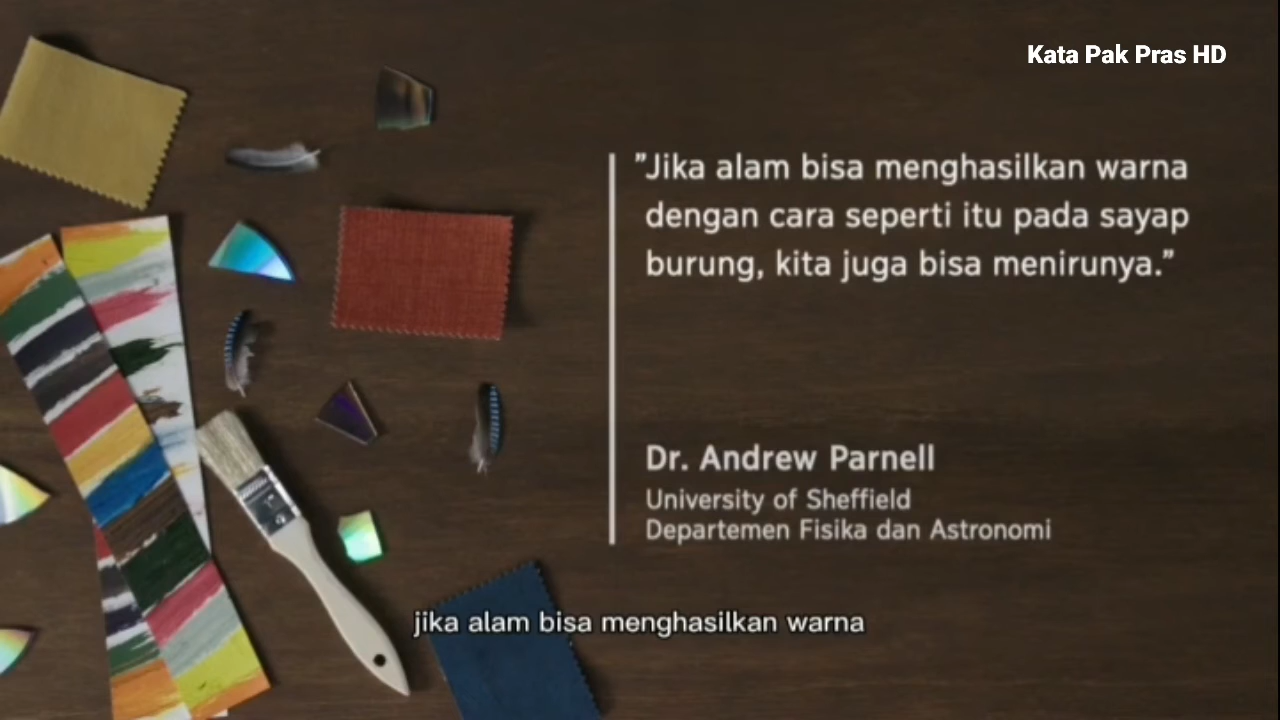 Kata Pak Pras HD
"Jika alam bisa menghasilkan warna
dengan cara seperti itu pada sayap
burung, kita juga bisa menirunya."
Dr. Andrew Parnell
University of Sheffield
Departemen Fisika dan Astronomi
jika alam bisa menghasilkan warna